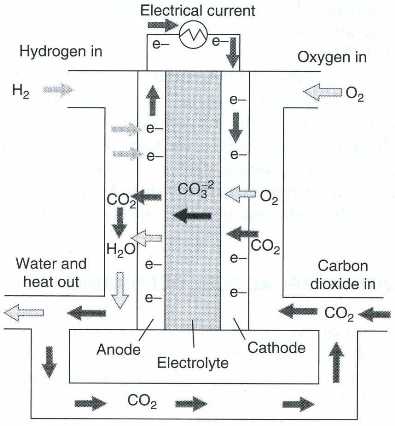 Electrical current
e–
e–
Hydrogen in
Oxygen in
H₂
O₂
e–
e–
e–
e–
e–
CO₃⁻²
CO₂
O₂
H₂O
CO₂
Water and
heat out
e–
e–
Carbon
dioxide in
e–
e–
CO₂
Anode
Electrolyte
Cathode
CO₂